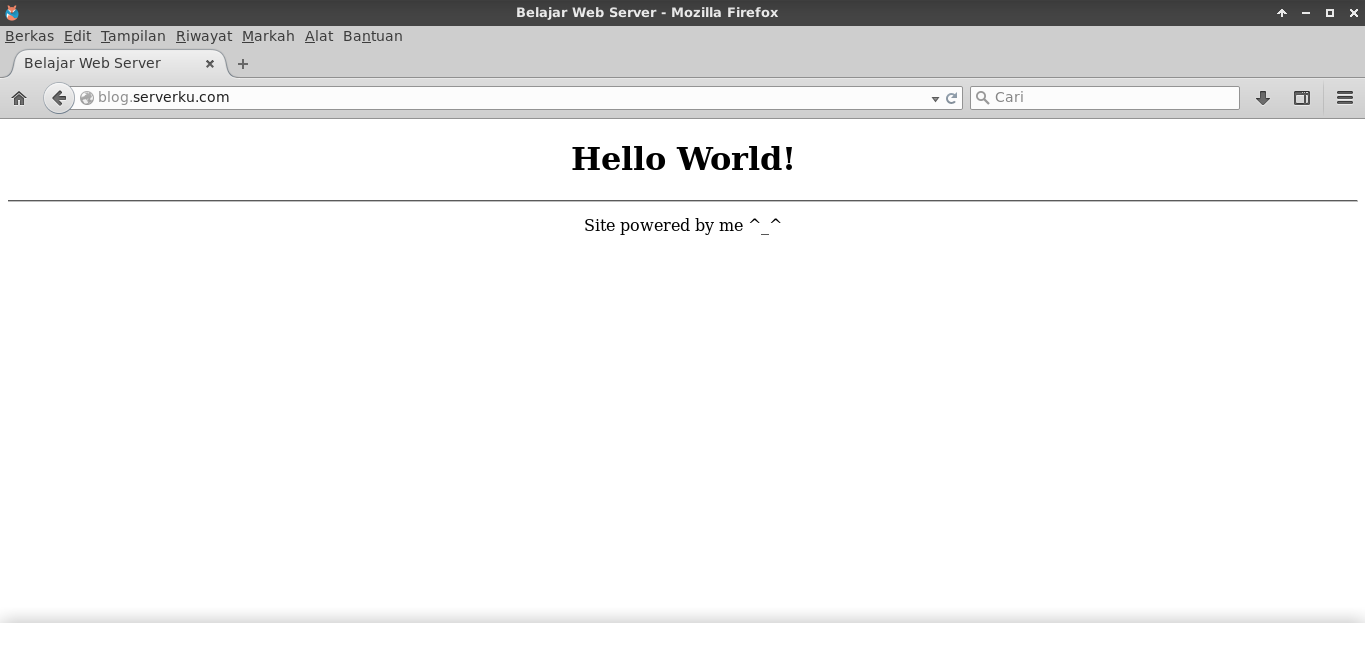 Belajar Web Server - Mozilla Firefox
Berkas Edit Tampilan Riwayat Markah Alat Bantuan
Belajar Web Server
blog.serverku.com Cari
Hello World!
Site powered by me ^_^